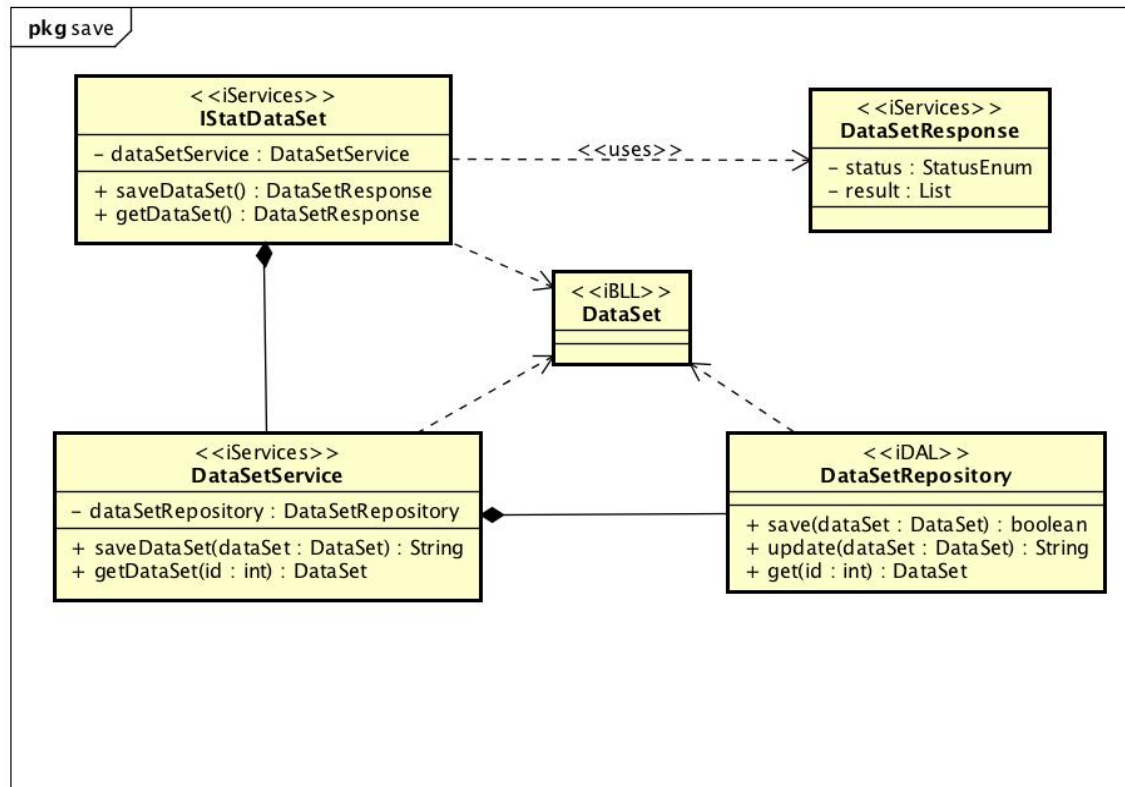 pkg save
<<iServices>>
IStatDataSet
- dataSetService : DataSetService
+ saveDataSet() : DataSetResponse
+ getDataSet() : DataSetResponse
<<uses>>
<<iServices>>
DataSetResponse
- status : StatusEnum
- result : List
<<iBLL>>
DataSet
<<iServices>>
DataSetService
- dataSetRepository : DataSetRepository
+ saveDataSet(dataSet : DataSet) : String
+ getDataSet(id : int) : DataSet
<<iDAL>>
DataSetRepository
+ save(dataSet : DataSet) : boolean
+ update(dataSet : DataSet) : String
+ get(id : int) : DataSet